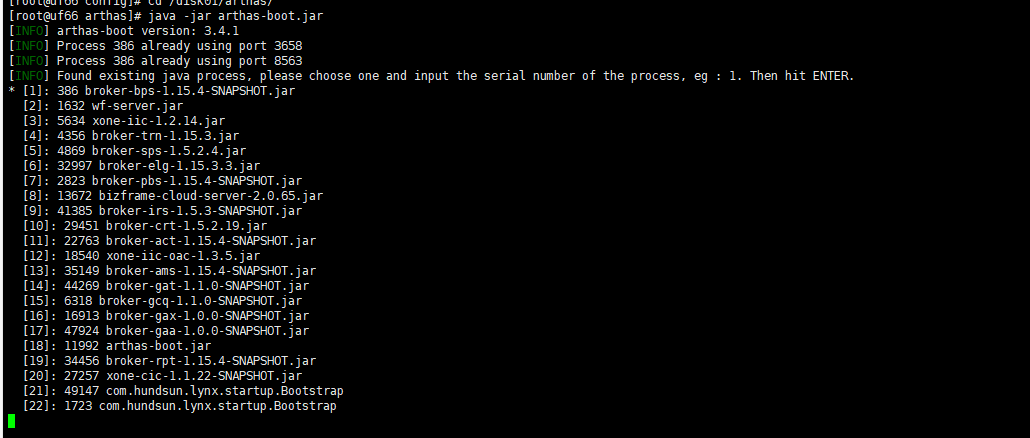 [root@uf66 config]# cd /disk01/arthas/
[root@uf66 arthas]# java -jar arthas-boot.jar
[INFO] arthas-boot version: 3.4.1
[INFO] Process 386 already using port 3658
[INFO] Process 386 already using port 8563
[INFO] Found existing java process, please choose one and input the serial number of the process, eg : 1. Then hit ENTER.
* [1]: 386 broker-bps-1.15.4-SNAPSHOT.jar
  [2]: 1632 wf-server.jar
  [3]: 5634 xone-iic-1.2.14.jar
  [4]: 4356 broker-trn-1.15.3.jar
  [5]: 4869 broker-sps-1.5.2.4.jar
  [6]: 32997 broker-elg-1.15.3.3.jar
  [7]: 2823 broker-pbs-1.15.4-SNAPSHOT.jar
  [8]: 13672 bizframe-cloud-server-2.0.65.jar
  [9]: 41385 broker-irs-1.5.3-SNAPSHOT.jar
  [10]: 29451 broker-crt-1.5.2.19.jar
  [11]: 22763 broker-act-1.15.4-SNAPSHOT.jar
  [12]: 18540 xone-iic-oac-1.3.5.jar
  [13]: 35149 broker-ams-1.15.4-SNAPSHOT.jar
  [14]: 44269 broker-gat-1.1.0-SNAPSHOT.jar
  [15]: 6318 broker-gcq-1.1.0-SNAPSHOT.jar
  [16]: 16913 broker-gax-1.0.0-SNAPSHOT.jar
  [17]: 47924 broker-gaa-1.0.0-SNAPSHOT.jar
  [18]: 11992 arthas-boot.jar
  [19]: 34456 broker-rpt-1.15.4-SNAPSHOT.jar
  [20]: 27257 xone-cic-1.1.22-SNAPSHOT.jar
  [21]: 49147 com.hundsun.lynx.startup.Bootstrap
  [22]: 1723 com.hundsun.lynx.startup.Bootstrap